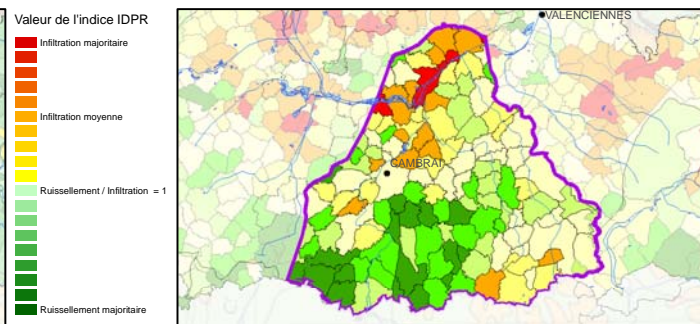 Valeur de l'indice IDPR
Infiltration majoritaire
Infiltration moyenne
Ruissellement / Infiltration = 1
Ruissellement majoritaire
VALENCIENNES
CAMBRAI